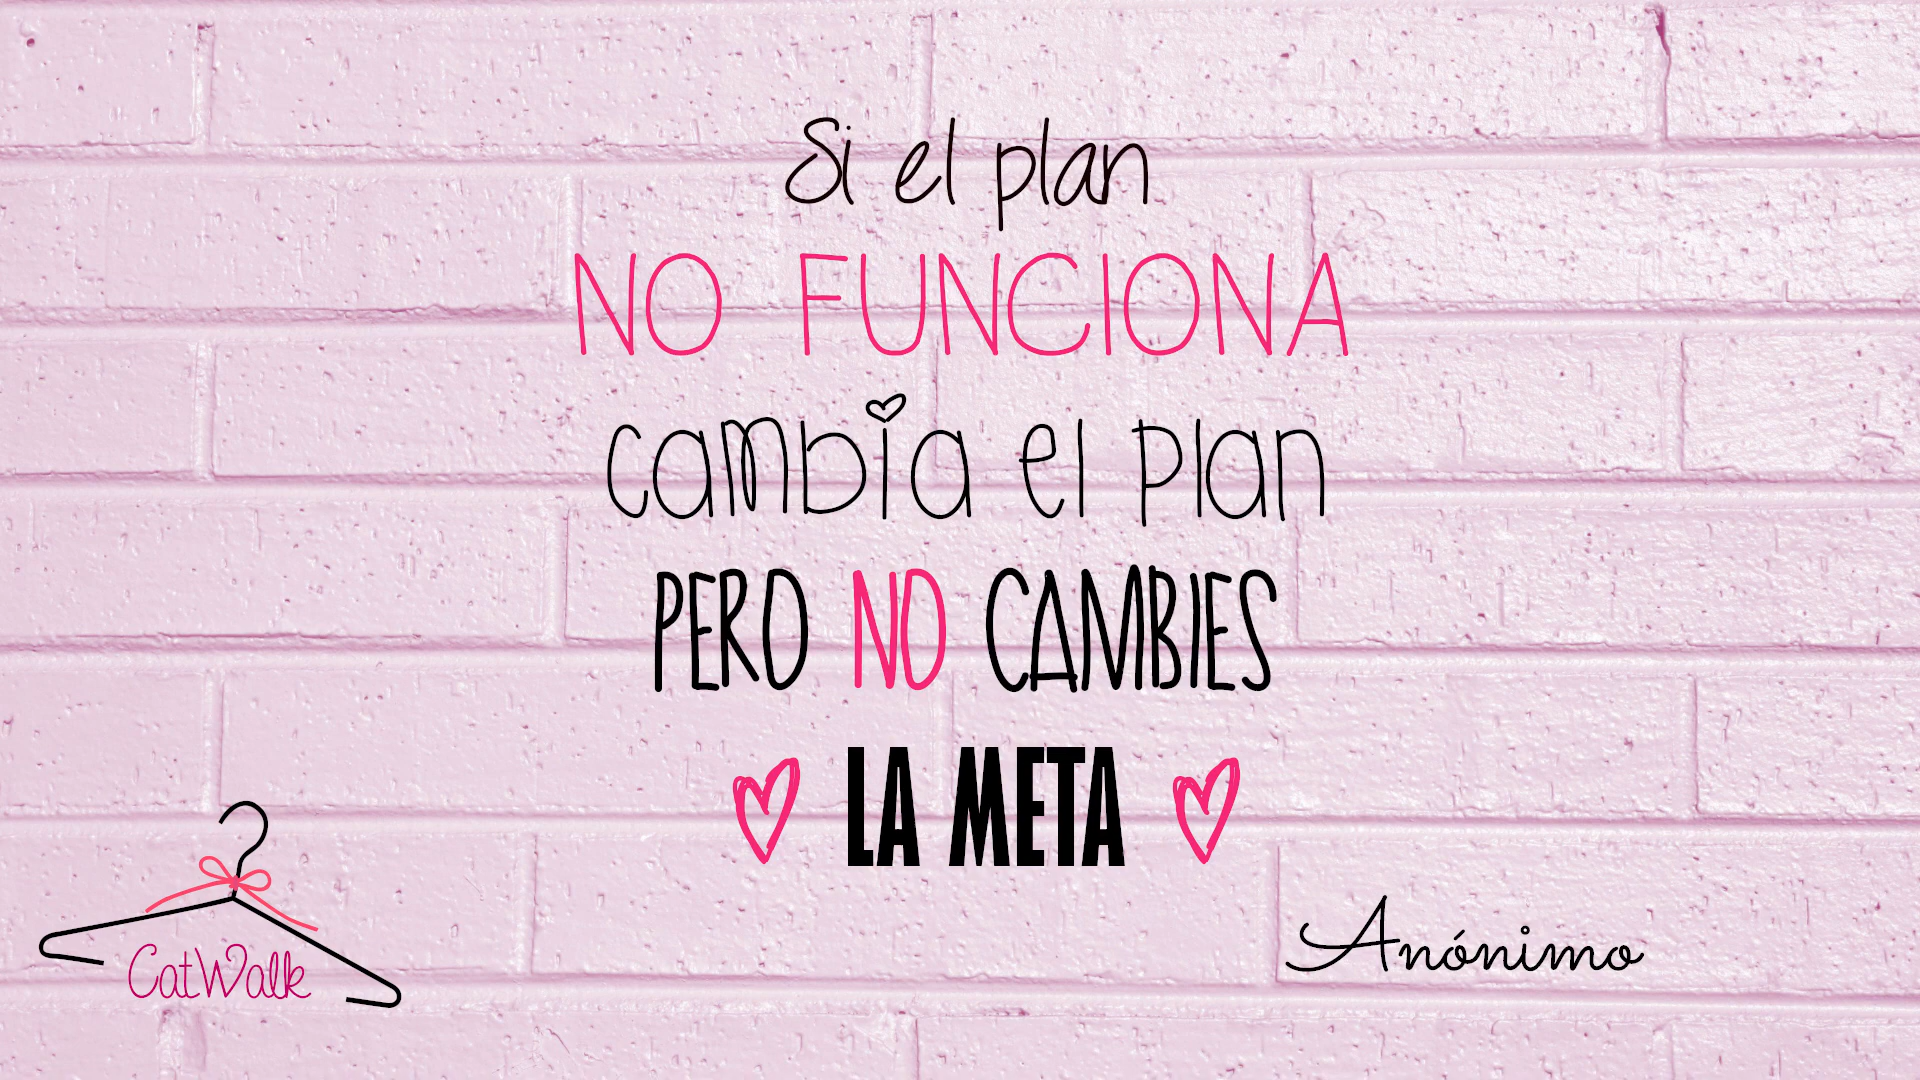 Si el plan
NO FUNCIONA
cambia el plan
PERO NO CAMBIES
LA META
Anónimo
CatWalk